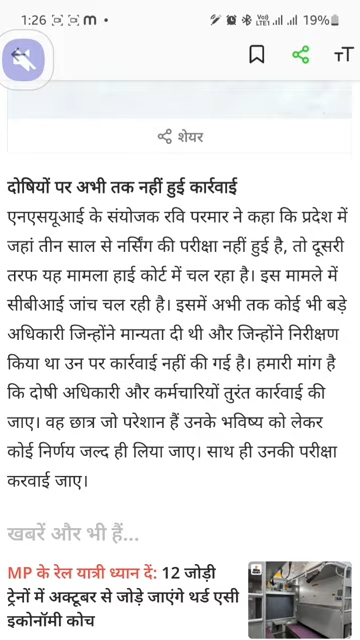 1:26 m •
Vo) LTE1 19%
शेयर
दोषियों पर अभी तक नहीं हुई कार्रवाई
एनएसयूआई के संयोजक रवि परमार ने कहा कि प्रदेश में
जहां तीन साल से नर्सिंग की परीक्षा नहीं हुई है, तो दूसरी
तरफ यह मामला हाई कोर्ट में चल रहा है। इस मामले में
सीबीआई जांच चल रही है। इसमें अभी तक कोई भी बड़े
अधिकारी जिन्होंने मान्यता दी थी और जिन्होंने निरीक्षण
किया था उन पर कार्रवाई नहीं की गई है। हमारी मांग है
कि दोषी अधिकारी और कर्मचारियों तुरंत कार्रवाई की
जाए। वह छात्र जो परेशान हैं उनके भविष्य को लेकर
कोई निर्णय जल्द ही लिया जाए। साथ ही उनकी परीक्षा
करवाई जाए।
खबरें और भी हैं...
MP के रेल यात्री ध्यान दें: 12 जोड़ी
ट्रेनों में अक्टूबर से जोड़े जाएंगे थर्ड एसी
इकोनॉमी कोच